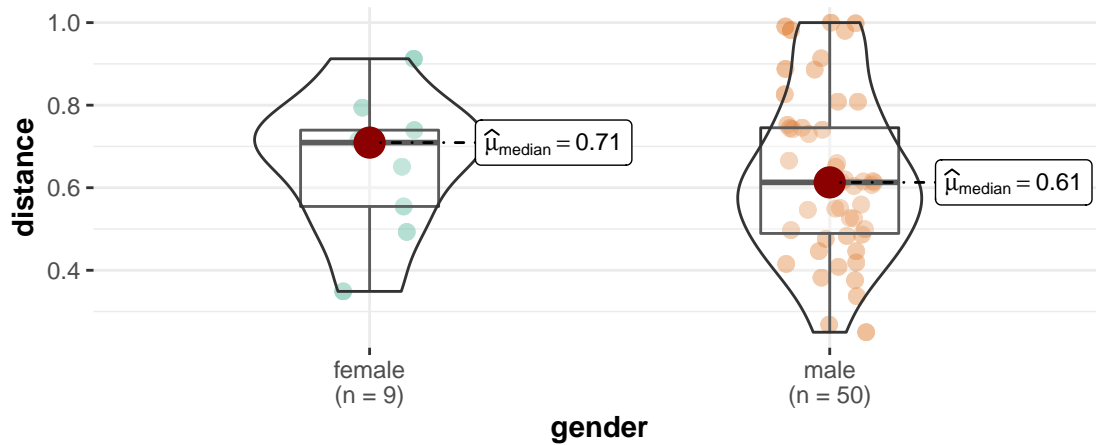 1.0
0.8
0.6
0.4
distance
μ̂median = 0.71
μ̂median = 0.61
female
(n = 9)
male
(n = 50)
gender